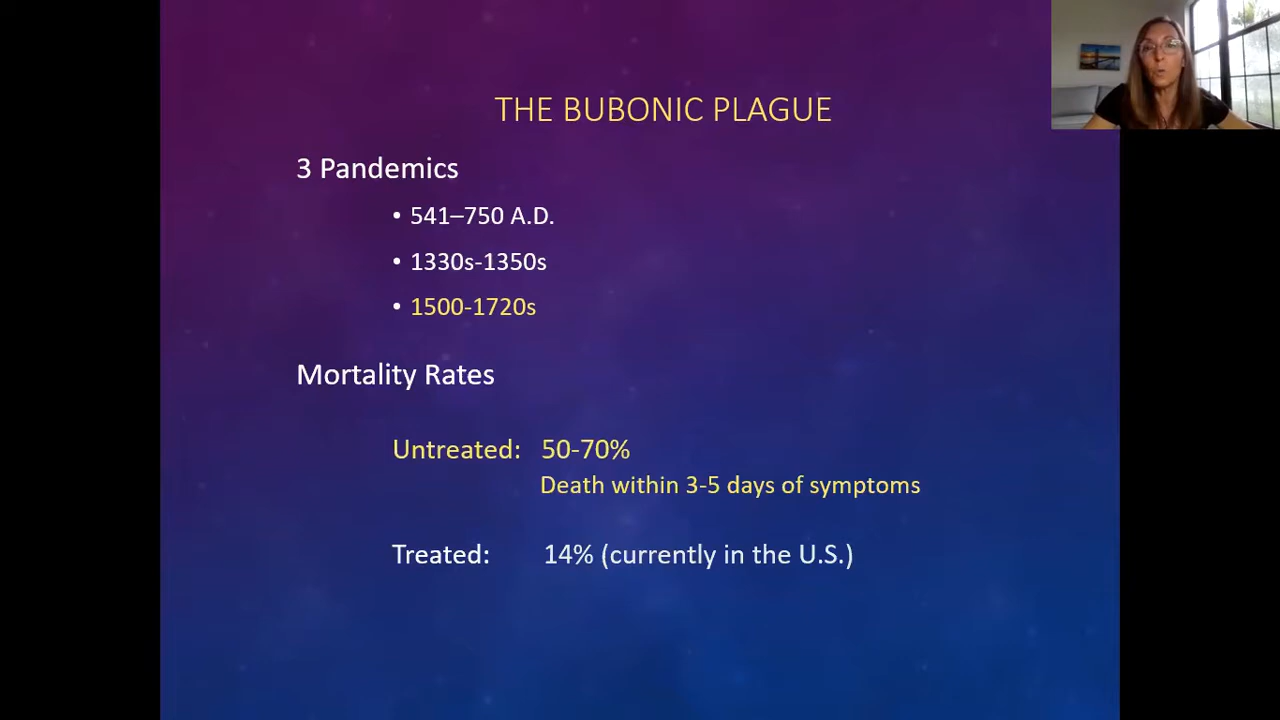 THE BUBONIC PLAGUE
3 Pandemics
• 541–750 A.D.
• 1330s-1350s
• 1500-1720s
Mortality Rates
Untreated: 50-70%
Death within 3-5 days of symptoms
Treated: 14% (currently in the U.S.)